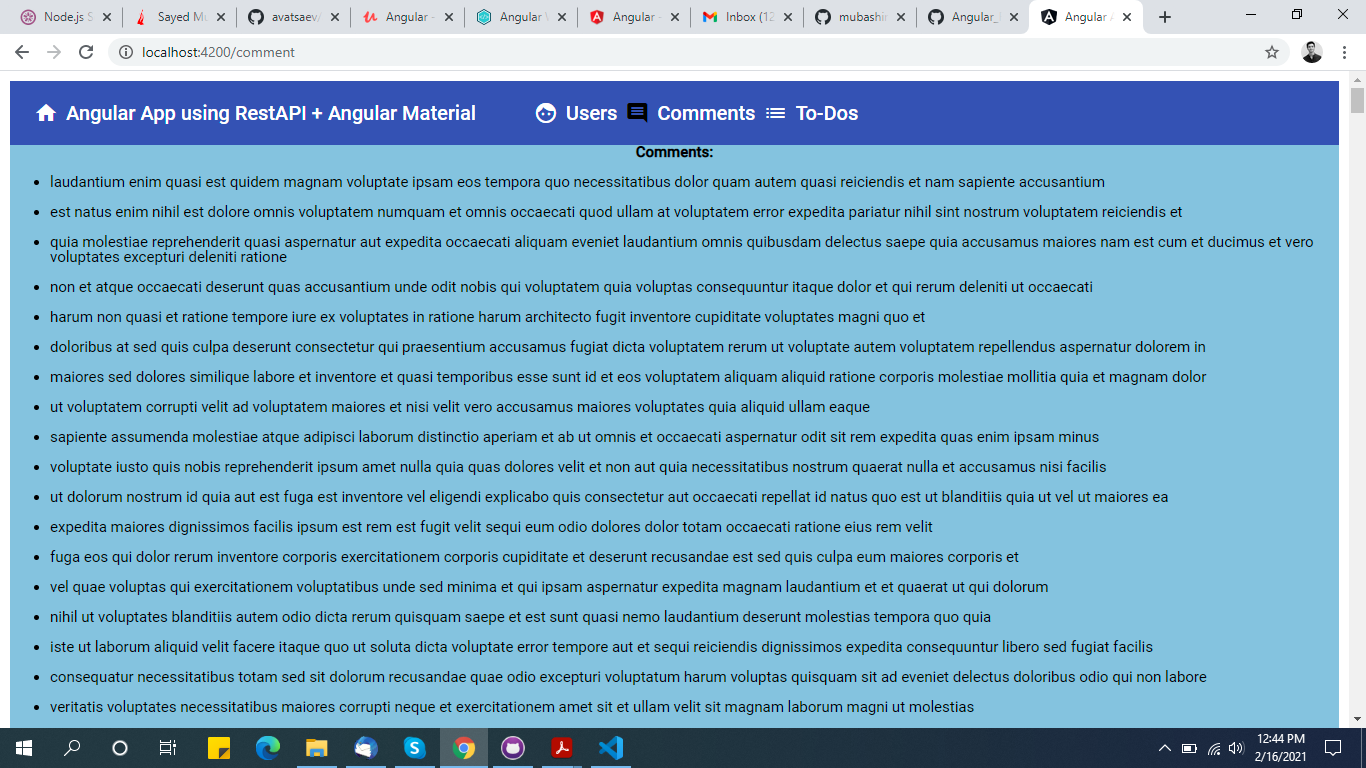 Node.js S
Sayed Mu
avatsaev/
Angular -
Angular V
Angular -
Inbox (12
mubashir
Angular_
Angular A
localhost:4200/comment
Angular App using RestAPI + Angular Material
Users
Comments
To-Dos
Comments:
laudantium enim quasi est quidem magnam voluptate ipsam eos tempora quo necessitatibus dolor quam autem quasi reiciendis et nam sapiente accusantium
est natus enim nihil est dolore omnis voluptatem numquam et omnis occaecati quod ullam at voluptatem error expedita pariatur nihil sint nostrum voluptatem reiciendis et
quia molestiae reprehenderit quasi aspernatur aut expedita occaecati aliquam eveniet laudantium omnis quibusdam delectus saepe quia accusamus maiores nam est cum et ducimus et vero
voluptates excepturi deleniti ratione
non et atque occaecati deserunt quas accusantium unde odit nobis qui voluptatem quia voluptas consequuntur itaque dolor et qui rerum deleniti ut occaecati
harum non quasi et ratione tempore iure ex voluptates in ratione harum architecto fugit inventore cupiditate voluptates magni quo et
doloribus at sed quis culpa deserunt consectetur qui praesentium accusamus fugiat dicta voluptatem rerum ut voluptate autem voluptatem repellendus aspernatur dolorem in
maiores sed dolores similique labore et inventore et quasi temporibus esse sunt id et eos voluptatem aliquam aliquid ratione corporis molestiae mollitia quia et magnam dolor
ut voluptatem corrupti velit ad voluptatem maiores et nisi velit vero accusamus maiores voluptates quia aliquid ullam eaque
sapiente assumenda molestiae atque adipisci laborum distinctio aperiam et ab ut omnis et occaecati aspernatur odit sit rem expedita quas enim ipsam minus
voluptate iusto quis nobis reprehenderit ipsum amet nulla quia quas dolores velit et non aut quia necessitatibus nostrum quaerat nulla et accusamus nisi facilis
ut dolorum nostrum id quia aut est fuga est inventore vel eligendi explicabo quis consectetur aut occaecati repellat id natus quo est ut blanditiis quia ut vel ut maiores ea
expedita maiores dignissimos facilis ipsum est rem est fugit velit sequi eum odio dolores dolor totam occaecati ratione eius rem velit
fuga eos qui dolor rerum inventore corporis exercitationem corporis cupiditate et deserunt recusandae est sed quis culpa eum maiores corporis et
vel quae voluptas qui exercitationem voluptatibus unde sed minima et qui ipsam aspernatur expedita magnam laudantium et et quaerat ut qui dolorum
nihil ut voluptates blanditiis autem odio dicta rerum quisquam saepe et est sunt quasi nemo laudantium deserunt molestias tempora quo quia
iste ut laborum aliquid velit facere itaque quo ut soluta dicta voluptate error tempore aut et sequi reiciendis dignissimos expedita consequuntur libero sed fugiat facilis
consequatur necessitatibus totam sed sit dolorum recusandae quae odio excepturi voluptatum harum voluptas quisquam sit ad eveniet delectus doloribus odio qui non labore
veritatis voluptates necessitatibus maiores corrupti neque et exercitationem amet sit et ullam velit sit magnam laborum magni ut molestias
12:44 PM
2/16/2021